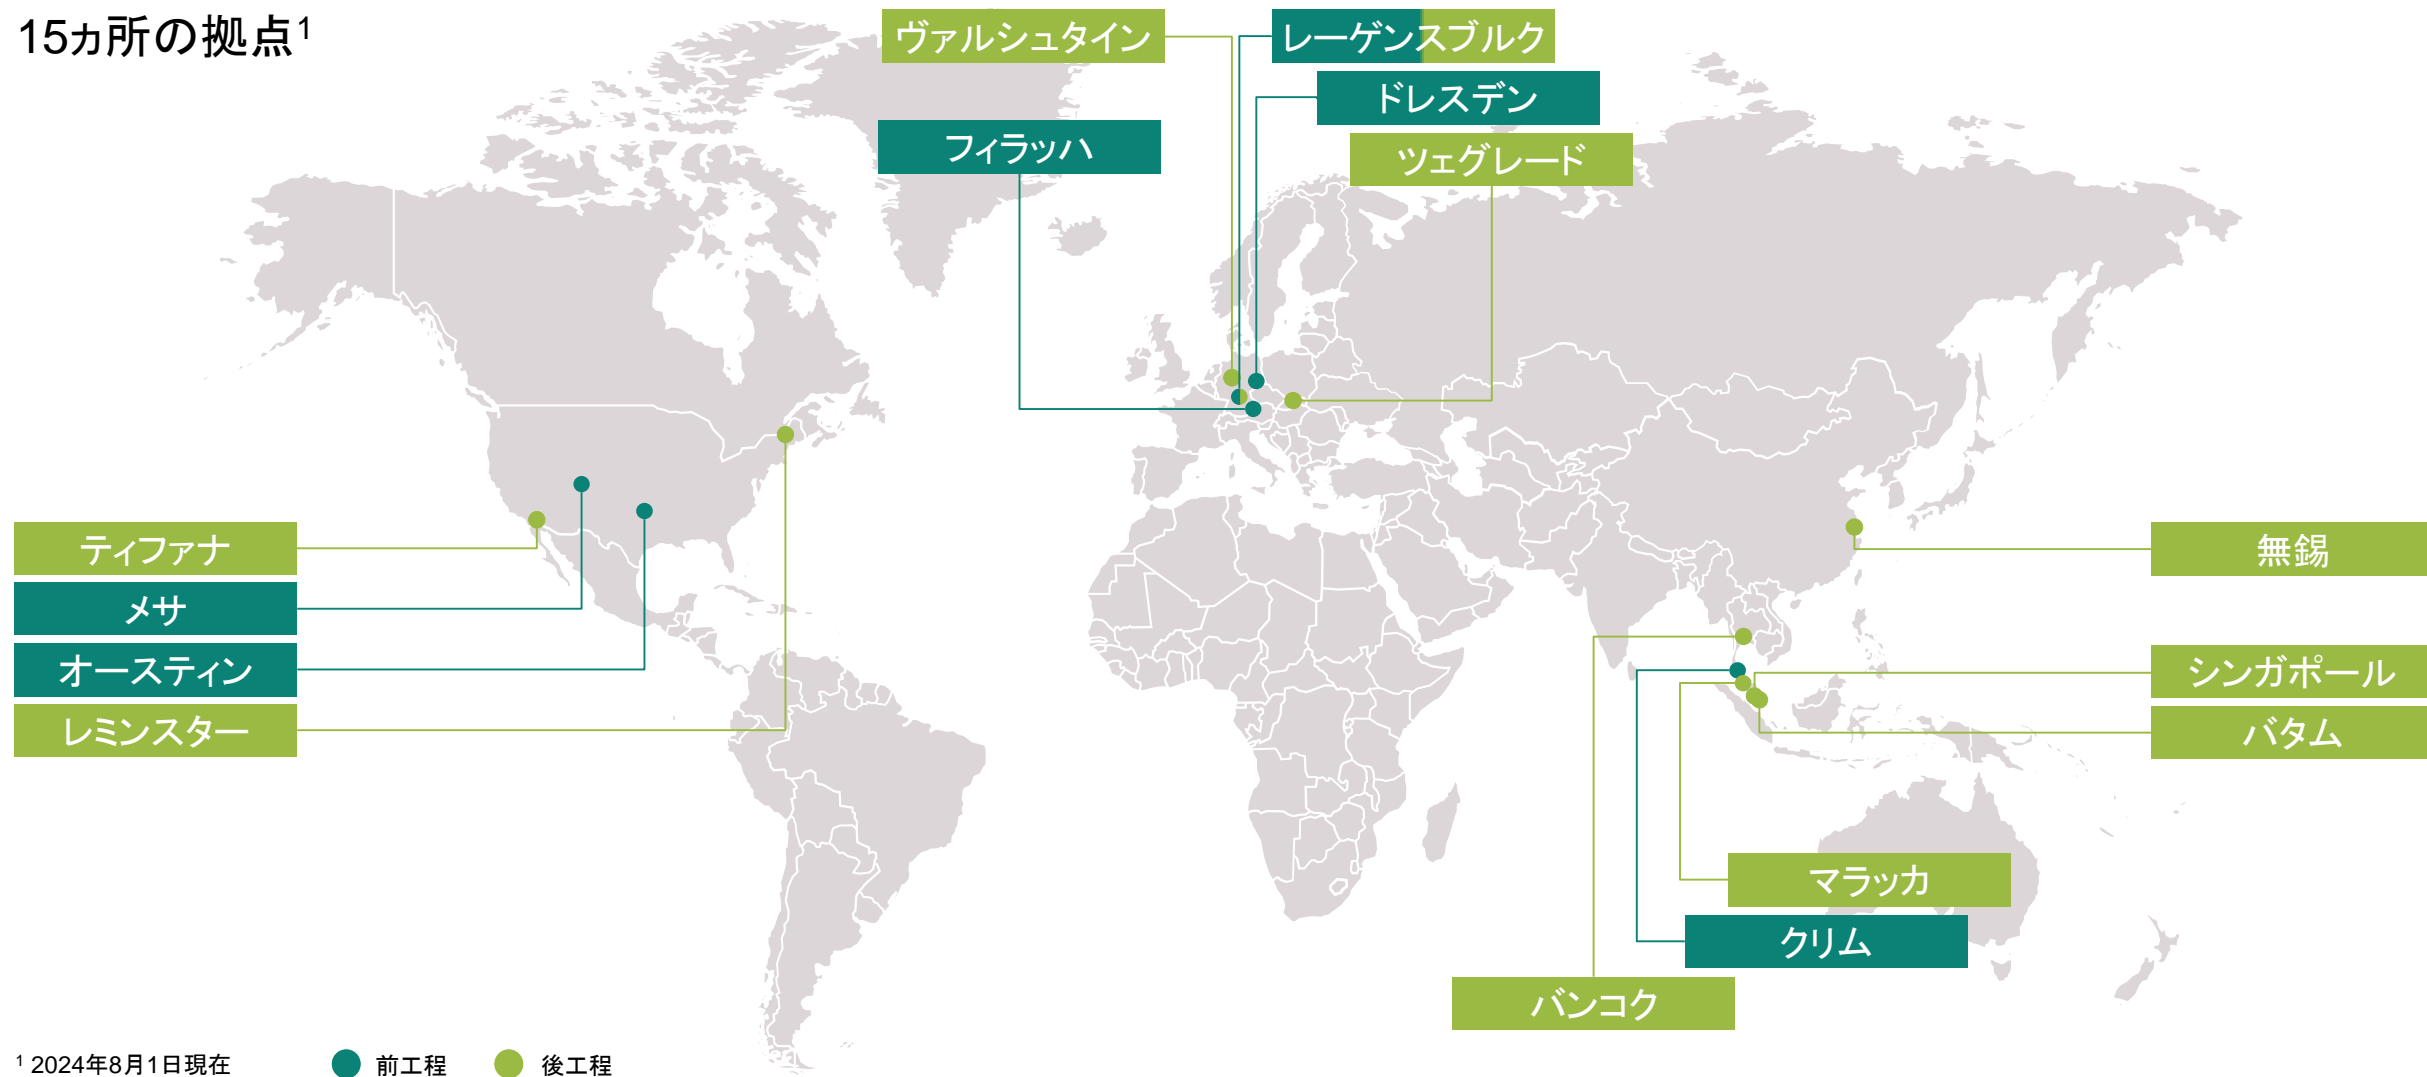 15ヵ所の拠点1
ヴァルシュタイン
レーゲンスブルク
ドレスデン
フィラッハ
ツェグレード
ティファナ
メサ
オースティン
レミンスター
無錫
シンガポール
バタム
マラッカ
クリム
バンコク
1 2024年8月1日現在
前工程
後工程